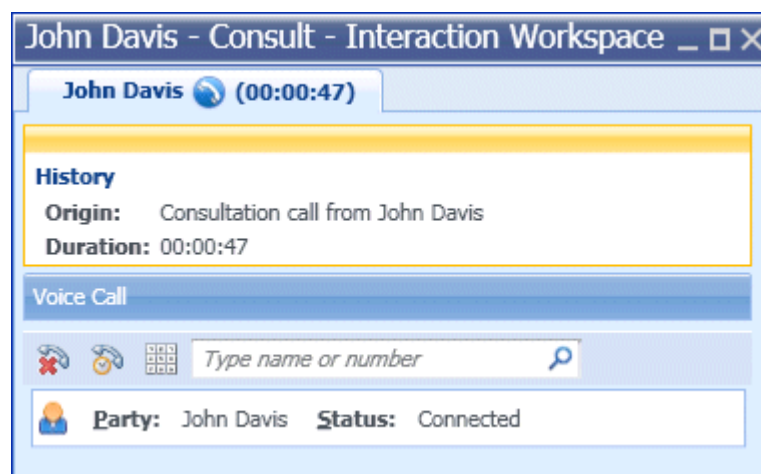 John Davis - Consult - Interaction Workspace
John Davis (00:00:47)
History
Origin: Consultation call from John Davis
Duration: 00:00:47
Voice Call
Type name or number
Party: John Davis Status: Connected